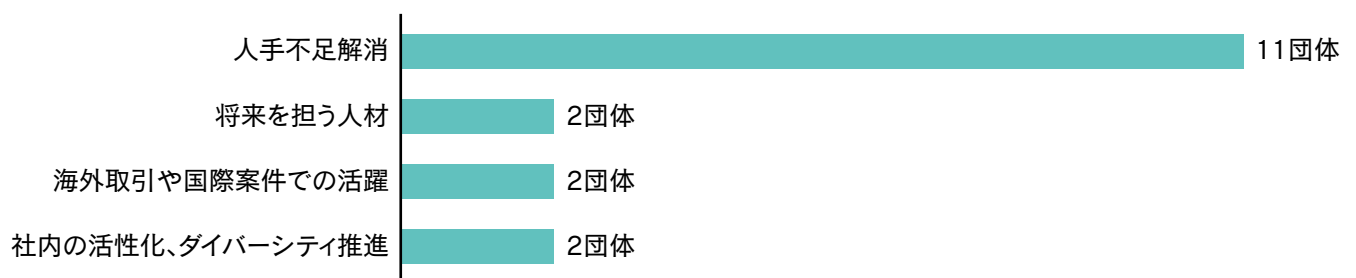 人手不足解消 11団体
将来を担う人材 2団体
海外取引や国際案件での活躍 2団体
社内の活性化、ダイバーシティ推進 2団体